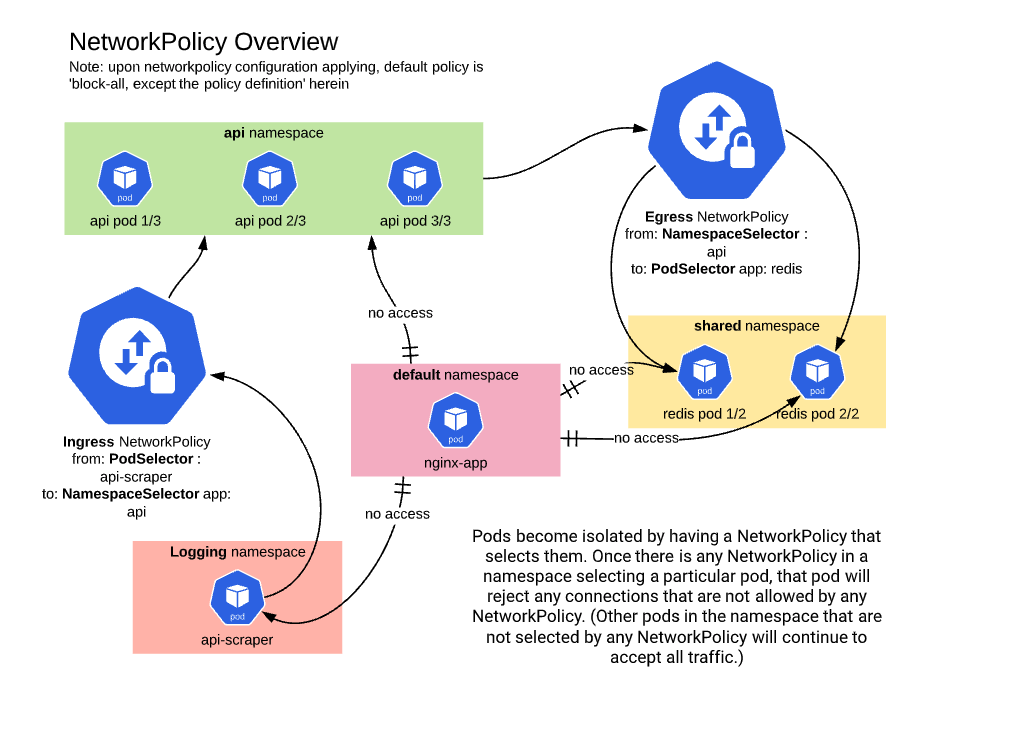 NetworkPolicy Overview
Note: upon networkpolicy configuration applying, default policy is
'block-all, except the policy definition' herein
api namespace
pod
pod
pod
api pod 1/3
api pod 2/3
api pod 3/3
Egress NetworkPolicy
from: NamespaceSelector :
api
to: PodSelector app: redis
no access
shared namespace
pod
pod
redis pod 1/2
redis pod 2/2
default namespace
pod
nginx-app
no access
no access
Ingress NetworkPolicy
from: PodSelector :
api-scraper
to: NamespaceSelector app:
api
no access
Logging namespace
pod
api-scraper
Pods become isolated by having a NetworkPolicy that
selects them. Once there is any NetworkPolicy in a
namespace selecting a particular pod, that pod will
reject any connections that are not allowed by any
NetworkPolicy. (Other pods in the namespace that are
not selected by any NetworkPolicy will continue to
accept all traffic.)